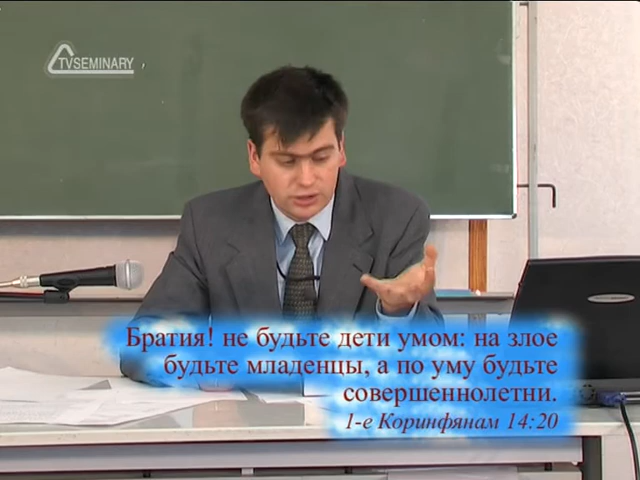 TVSEMINARY
Братия! не будьте дети умом: на злое
будьте младенцы, а по уму будьте
совершеннолетни.
1-е Коринфянам 14:20